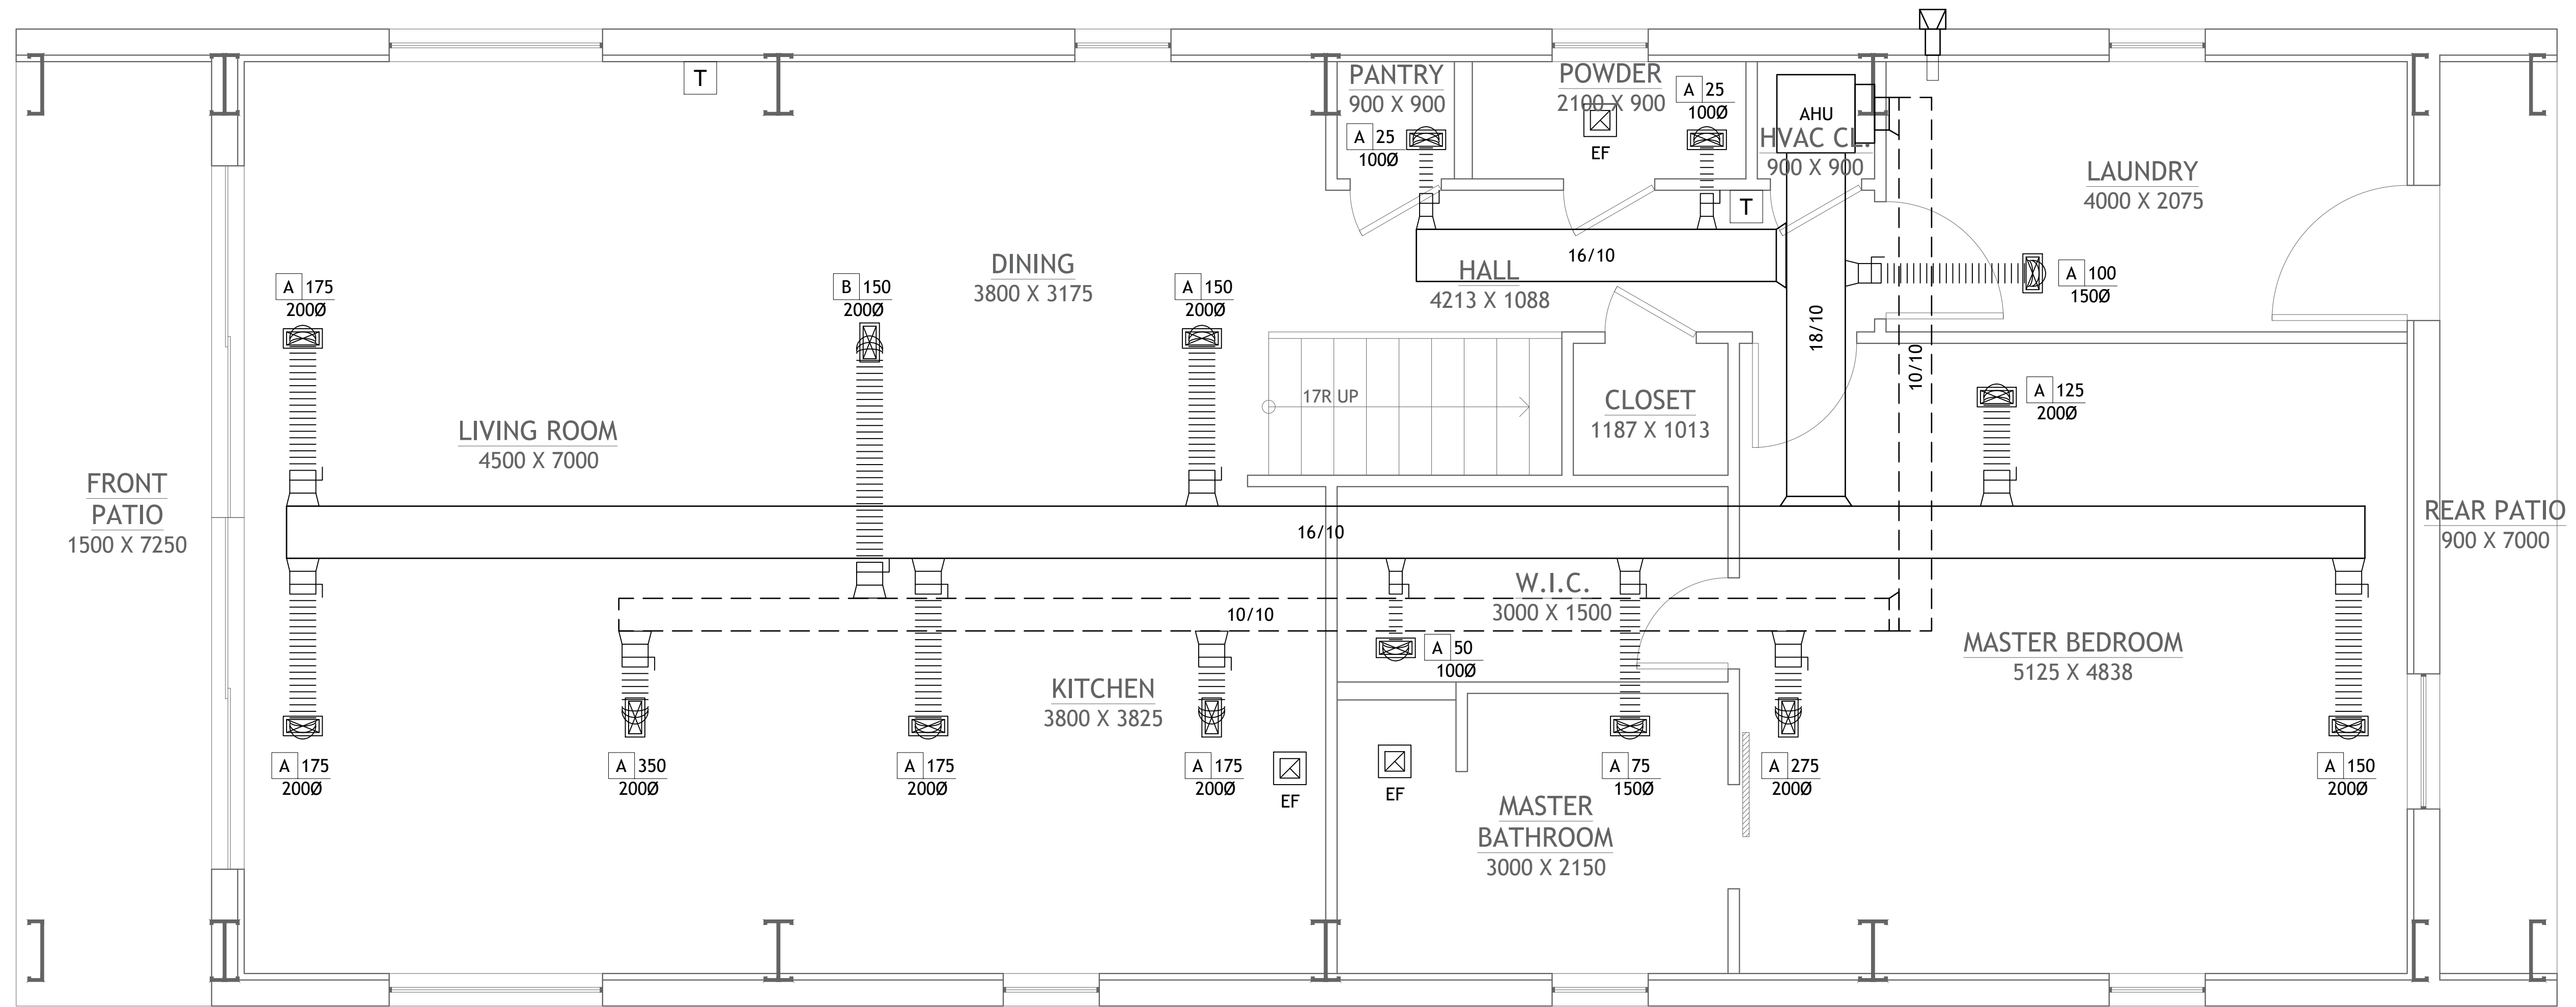 T
PANTRY
900 X 900
A 25
100Ø
POWDER
2100 X 900
EF
A 25
100Ø
T
AHU
HVAC CL.
900 X 900
LAUNDRY
4000 X 2075
A 100
150Ø
16/10
HALL
4213 X 1088
18/10
10/10
A 175
200Ø
B 150
200Ø
DINING
3800 X 3175
A 150
200Ø
17R UP
CLOSET
1187 X 1013
A 125
200Ø
LIVING ROOM
4500 X 7000
FRONT
PATIO
1500 X 7250
16/10
REAR PATIO
900 X 7000
W.I.C.
3000 X 1500
10/10
A 50
100Ø
MASTER BEDROOM
5125 X 4838
KITCHEN
3800 X 3825
A 175
200Ø
A 350
200Ø
A 175
200Ø
A 175
200Ø
EF
EF
A 75
150Ø
A 275
200Ø
A 150
200Ø
MASTER
BATHROOM
3000 X 2150